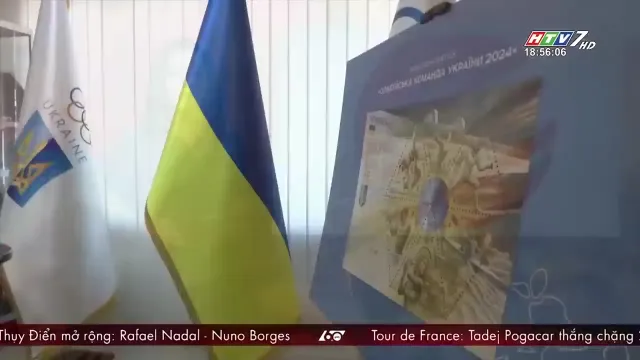 HTV7 HD
18:56:06
UKRAINE
«ОЛІМПІЙСЬКА КОМАНДА УКРАЇНИ 2024»
Thụy Điển mở rộng: Rafael Nadal - Nuno Borges
60
Tour de France: Tadej Pogacar thắng chặng